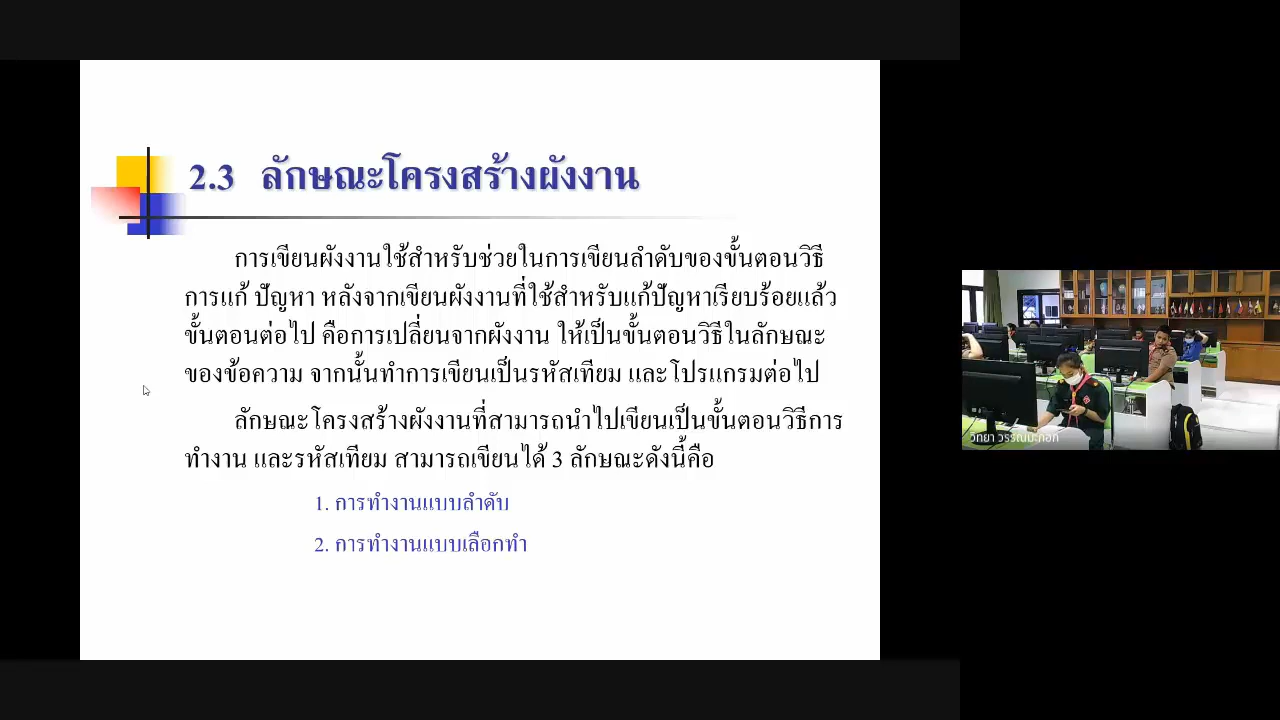 2.3 ลักษณะโครงสร้างผังงาน
การเขียนผังงานใช้สำหรับช่วยในการเขียนลำดับของขั้นตอนวิธี
การแก้ ปัญหา หลังจากเขียนผังงานที่ใช้สำหรับแก้ปัญหาเรียบร้อยแล้ว
ขั้นตอนต่อไป คือการเปลี่ยนจากผังงาน ให้เป็นขั้นตอนวิธีในลักษณะ
ของข้อความ จากนั้นทำการเขียนเป็นรหัสเทียม และโปรแกรมต่อไป
ลักษณะโครงสร้างผังงานที่สามารถนำไปเขียนเป็นขั้นตอนวิธีการ
ทำงาน และรหัสเทียม สามารถเขียนได้ 3 ลักษณะดังนี้คือ
1. การทำงานแบบลำดับ
2. การทำงานแบบเลือกทำ
วิทยา